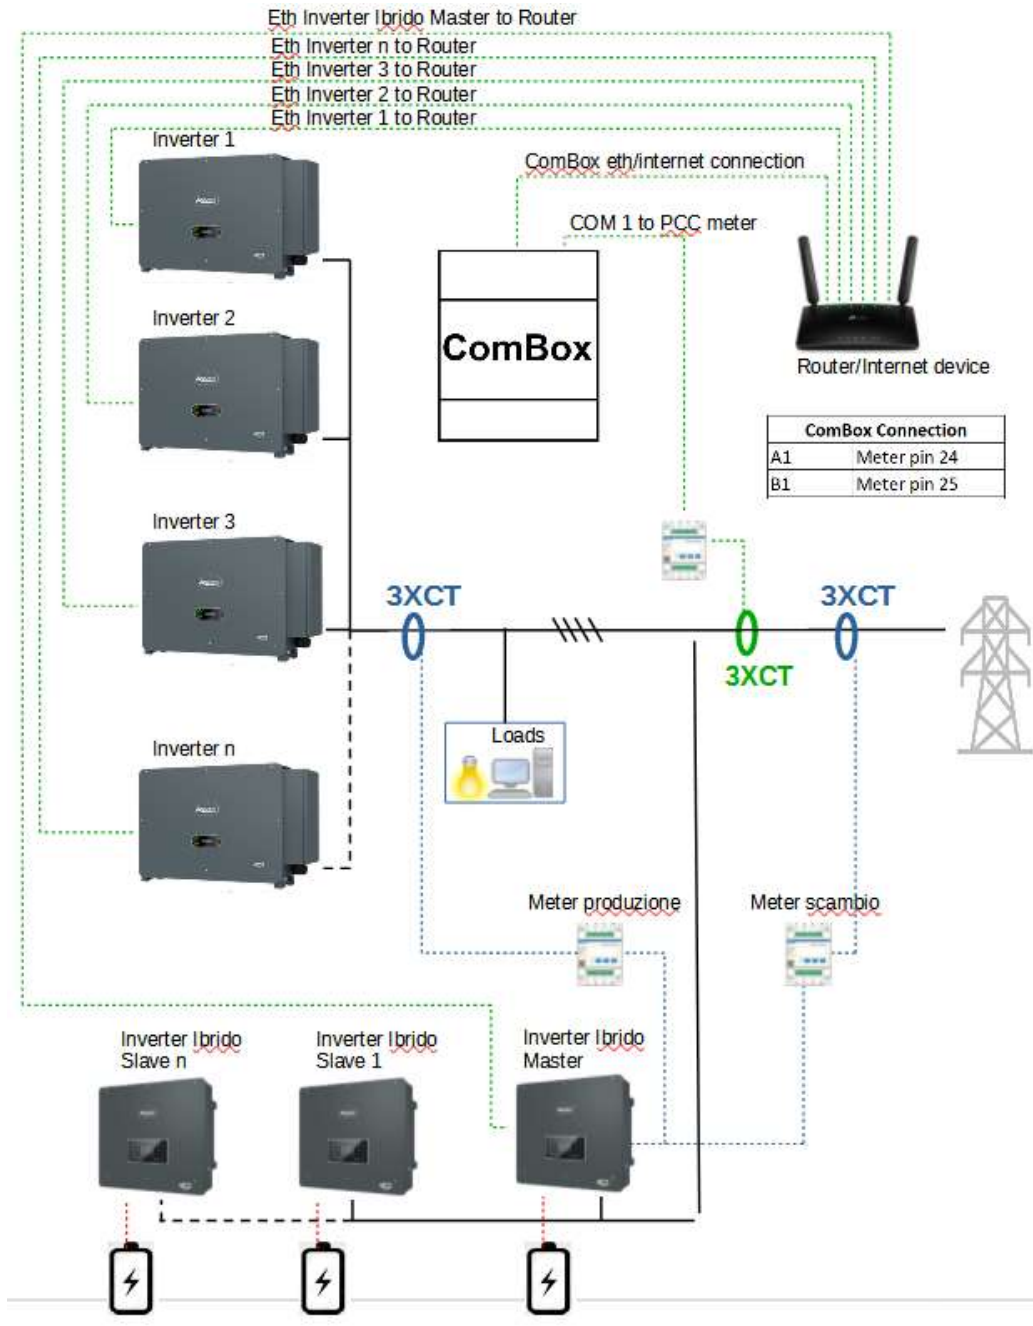 Eth Inverter Ibrido Master to Router
Eth Inverter n to Router
Eth Inverter 3 to Router
Eth Inverter 2 to Router
Eth Inverter 1 to Router
Inverter 1
ComBox eth/internet connection
COM 1 to PCC meter
Inverter 2
ComBox
Router/Internet device
ComBox Connection
A1 Meter pin 24
B1 Meter pin 25
Inverter 3
3XCT
3XCT
3XCT
Loads
Inverter n
Meter produzione
Meter scambio
Inverter Ibrido
Slave n
Inverter Ibrido
Slave 1
Inverter Ibrido
Master